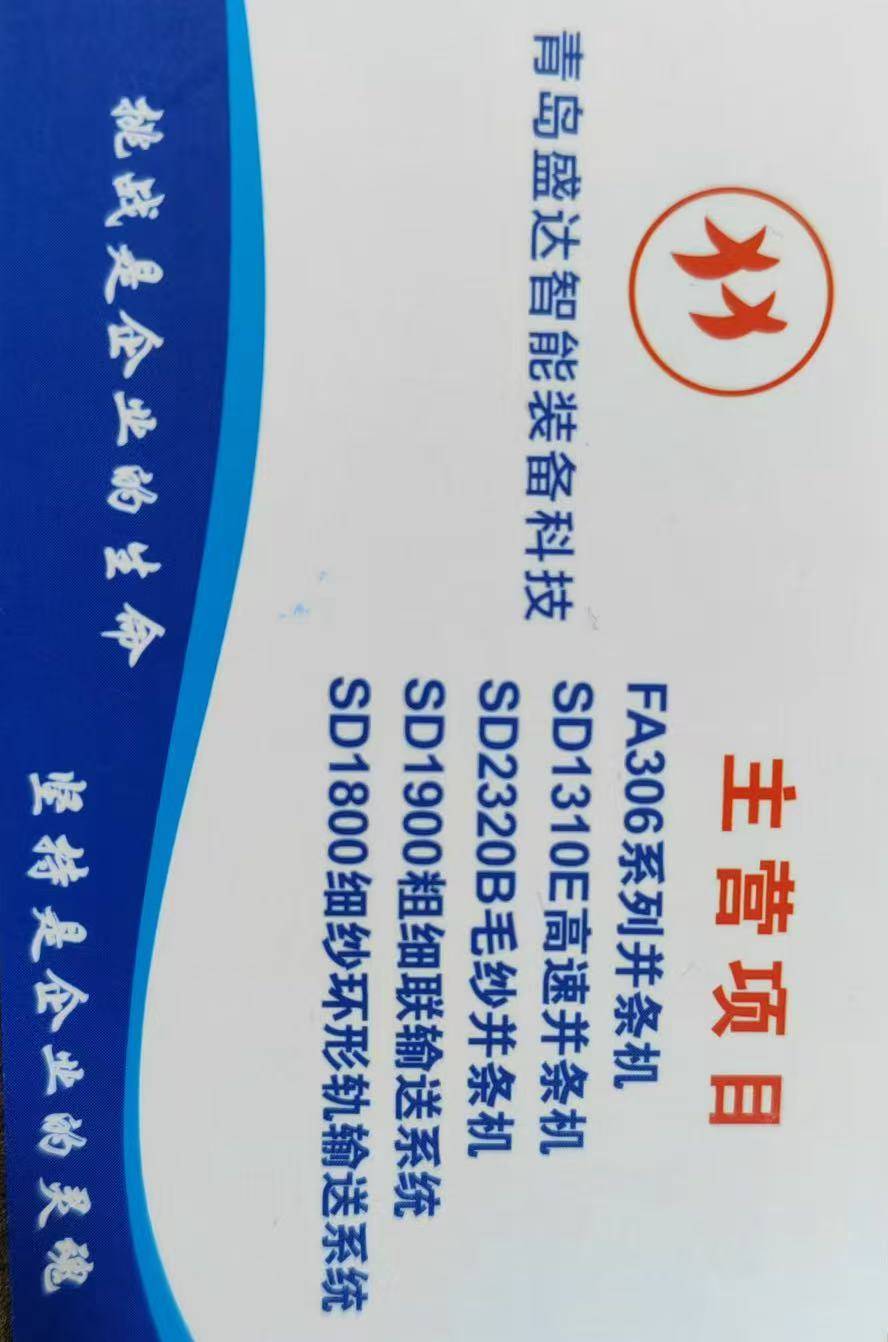 青岛盛达智能装备科技
主营项目
FA306系列并条机
SD1310E高速并条机
SD2320B毛纱并条机
SD1900粗细联输送系统
SD1800细纱环形轨输送系统
挑战是企业的生命
坚持是企业的灵魂